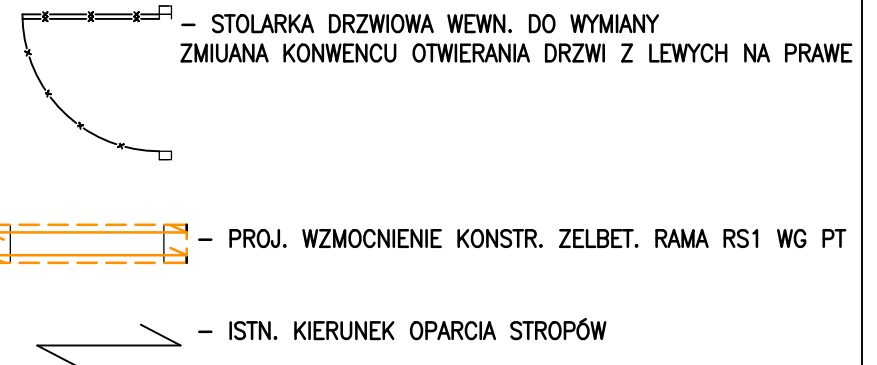 – STOLARKA DRZWIOWA WEWN. DO WYMIANY
ZMIUANA KONWENCU OTWIERANIA DRZWI Z LEWYCH NA PRAWE
– PROJ. WZMOCNIENIE KONSTR. ZELBET. RAMA RS1 WG PT
– ISTN. KIERUNEK OPARCIA STROPÓW